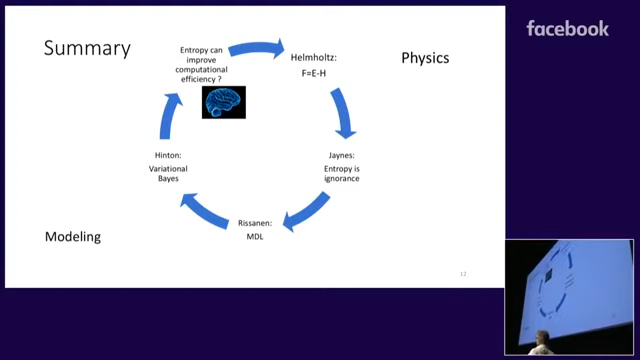 facebook
Summary
Physics
Entropy can
improve
computational
efficiency ?
Helmholtz:
F=E-H
Jaynes:
Entropy is
ignorance
Rissanen:
MDL
Hinton:
Variational
Bayes
Modeling
12